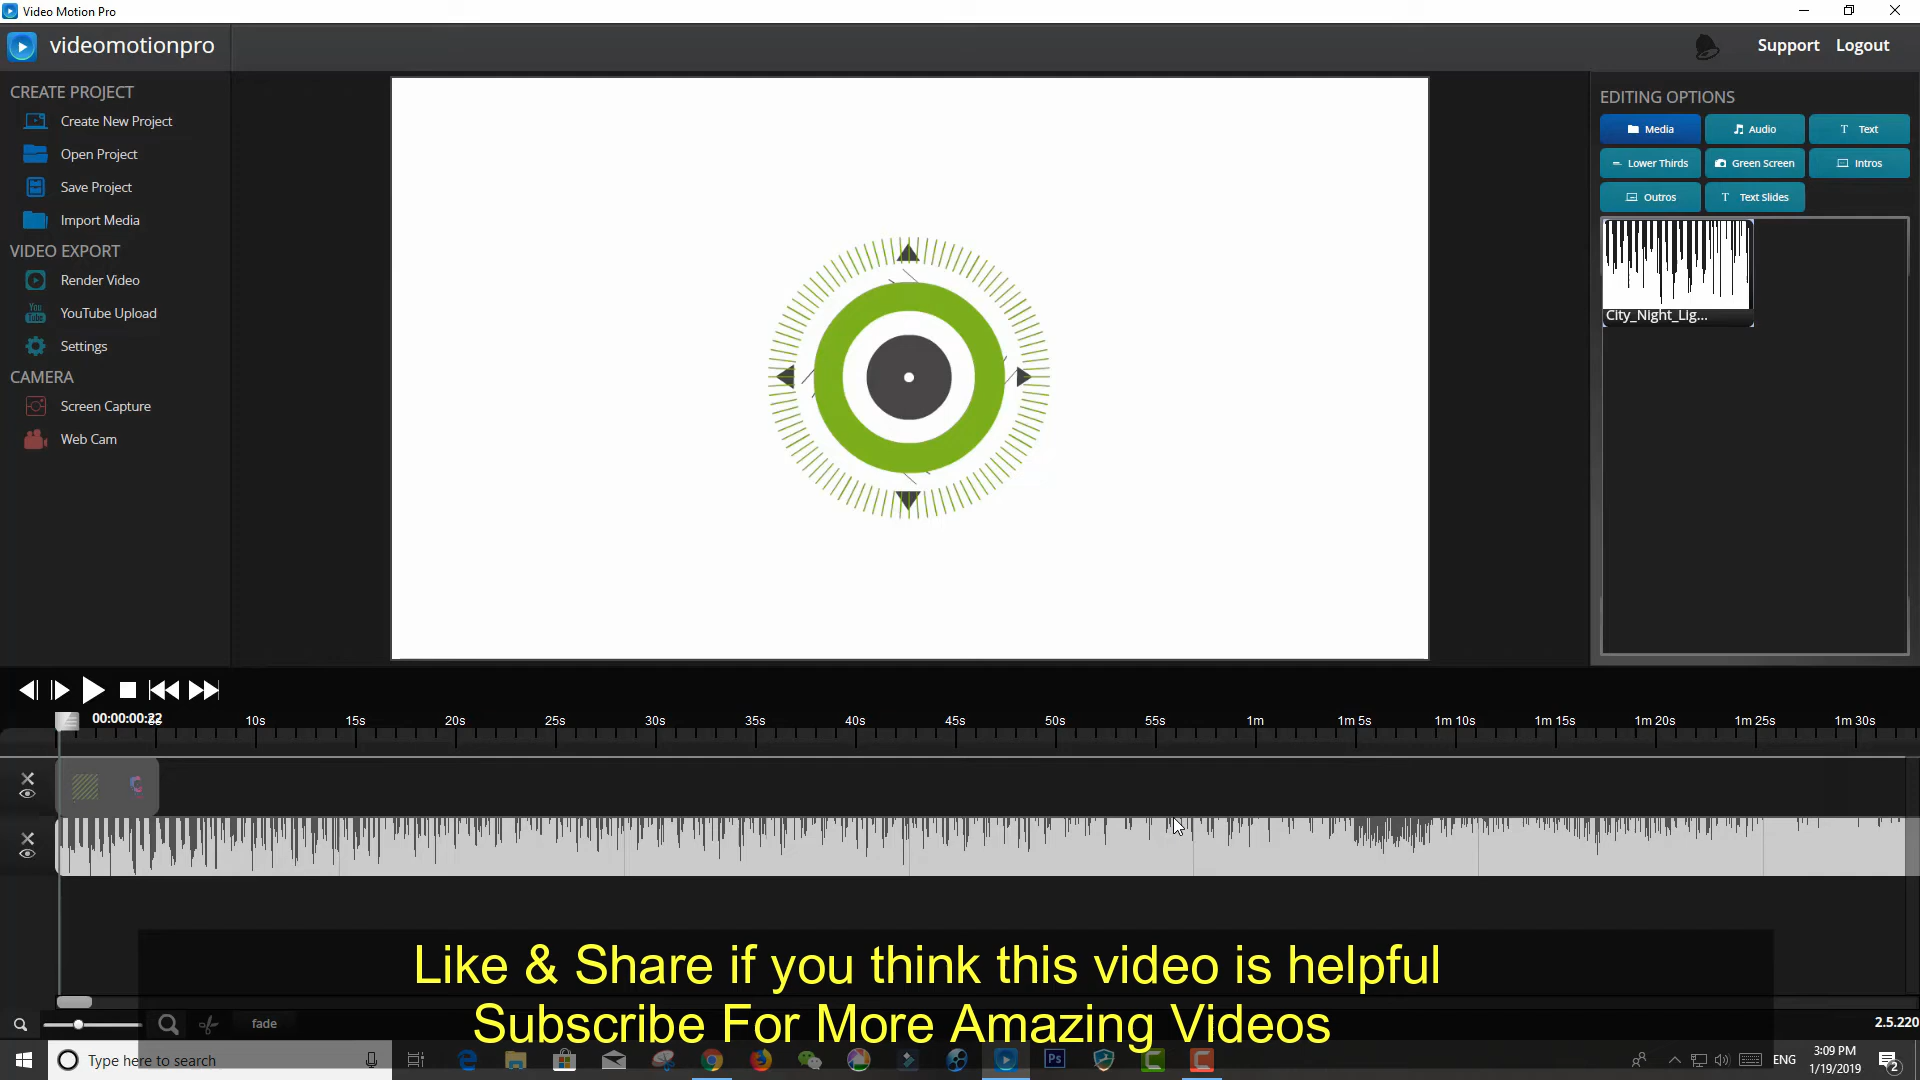 Video Motion Pro
videomotionpro
Support
Logout
CREATE PROJECT
Create New Project
Open Project
Save Project
Import Media
VIDEO EXPORT
Render Video
You
Tube
YouTube Upload
Settings
CAMERA
Screen Capture
Web Cam
EDITING OPTIONS
Media
Audio
T Text
Lower Thirds
Green Screen
Intros
Outros
T Text Slides
City_Night_Lig...
00:00:00:22
10s 15s 20s 25s 30s 35s 40s 45s 50s 55s 1m 1m 5s 1m 10s 1m 15s 1m 20s 1m 25s 1m 30s
Like & Share if you think this video is helpful
Subscribe For More Amazing Videos
fade
2.5.220
Type here to search
Ps
ENG
3:09 PM
1/19/2019
2